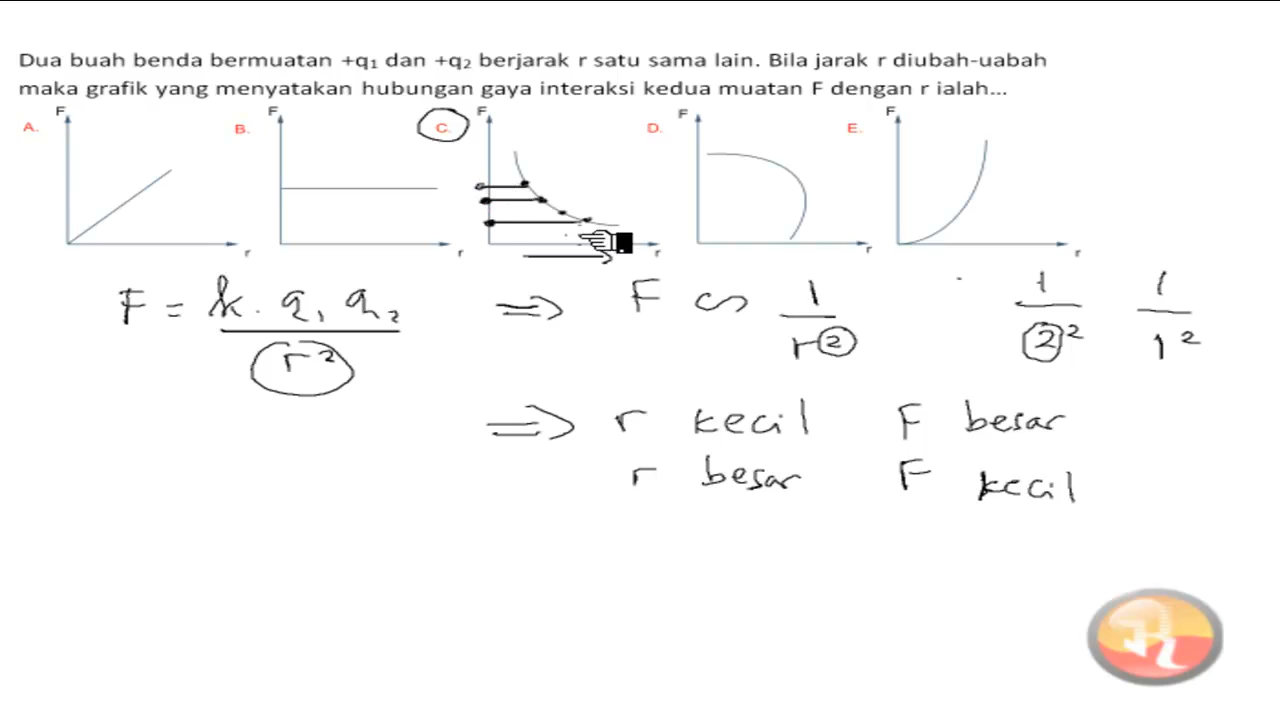 Dua buah benda bermuatan +q₁ dan +q₂ berjarak r satu sama lain. Bila jarak r diubah-uabah
maka grafik yang menyatakan hubungan gaya interaksi kedua muatan F dengan r ialah...
A. F r B. F r C. F r D. F r E. F r
F = k . q₁ q₂ / r² ⇒ F ∽ 1 / r² 1 / 2² 1 / 1²
⇒ r kecil F besar
r besar F kecil